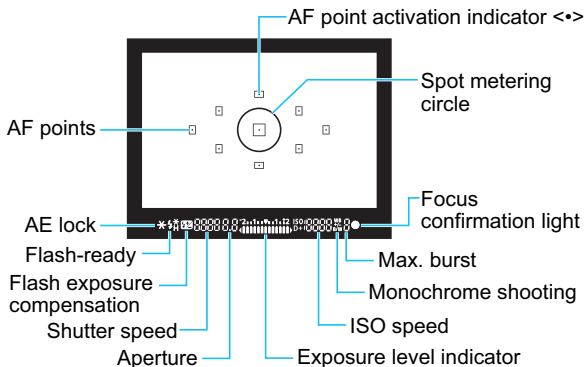 AF point activation indicator <•>
Spot metering
circle
AF points
Focus
confirmation light
AE lock
Flash-ready
Max. burst
Flash exposure
compensation
Monochrome shooting
Shutter speed
ISO speed
Aperture
Exposure level indicator